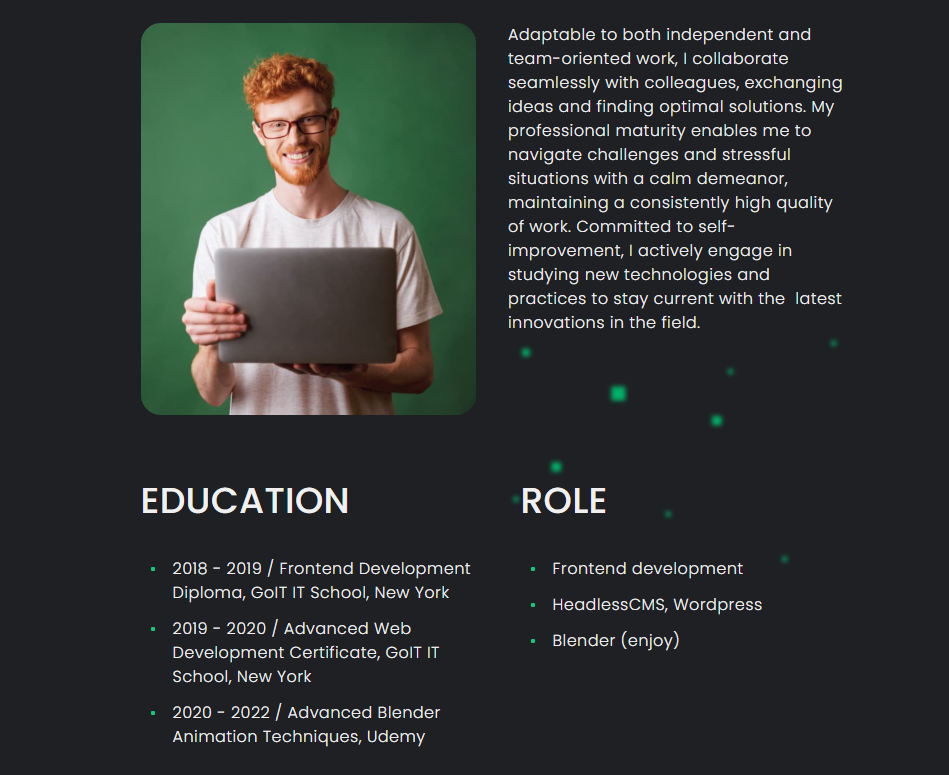 Adaptable to both independent and
team-oriented work, I collaborate
seamlessly with colleagues, exchanging
ideas and finding optimal solutions. My
professional maturity enables me to
navigate challenges and stressful
situations with a calm demeanor,
maintaining a consistently high quality
of work. Committed to self-
improvement, I actively engage in
studying new technologies and
practices to stay current with the  latest
innovations in the field.
EDUCATION
2018 - 2019 / Frontend Development
Diploma, GoIT IT School, New York
2019 - 2020 / Advanced Web
Development Certificate, GoIT IT
School, New York
2020 - 2022 / Advanced Blender
Animation Techniques, Udemy
ROLE
Frontend development
HeadlessCMS, Wordpress
Blender (enjoy)